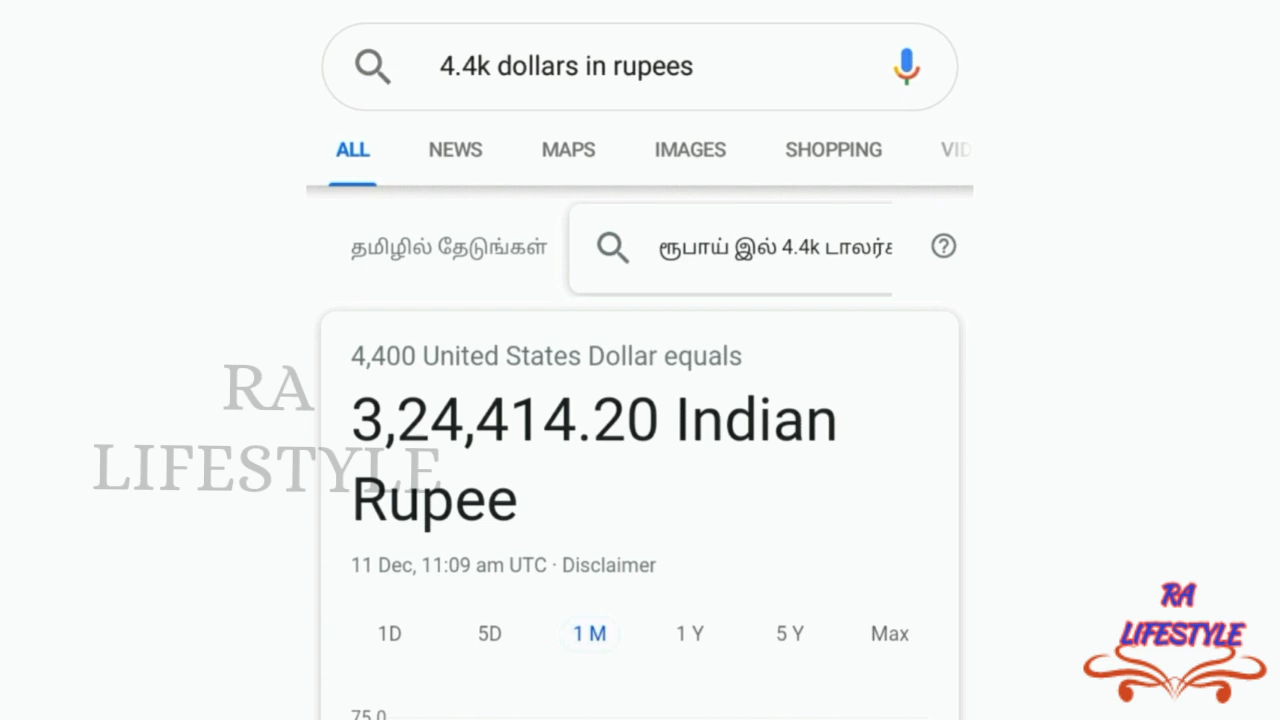 4.4k dollars in rupees
ALL NEWS MAPS IMAGES SHOPPING
தமிழில் தேடுங்கள் ரூபாய் இல் 4.4k
4,400 United States Dollar equals
3,24,414.20 Indian
Rupee
11 Dec, 11:09 am UTC · Disclaimer
1D 5D 1 M 1 Y 5 Y Max
75.0
RA
LIFESTYLE
RA
LIFESTYLE